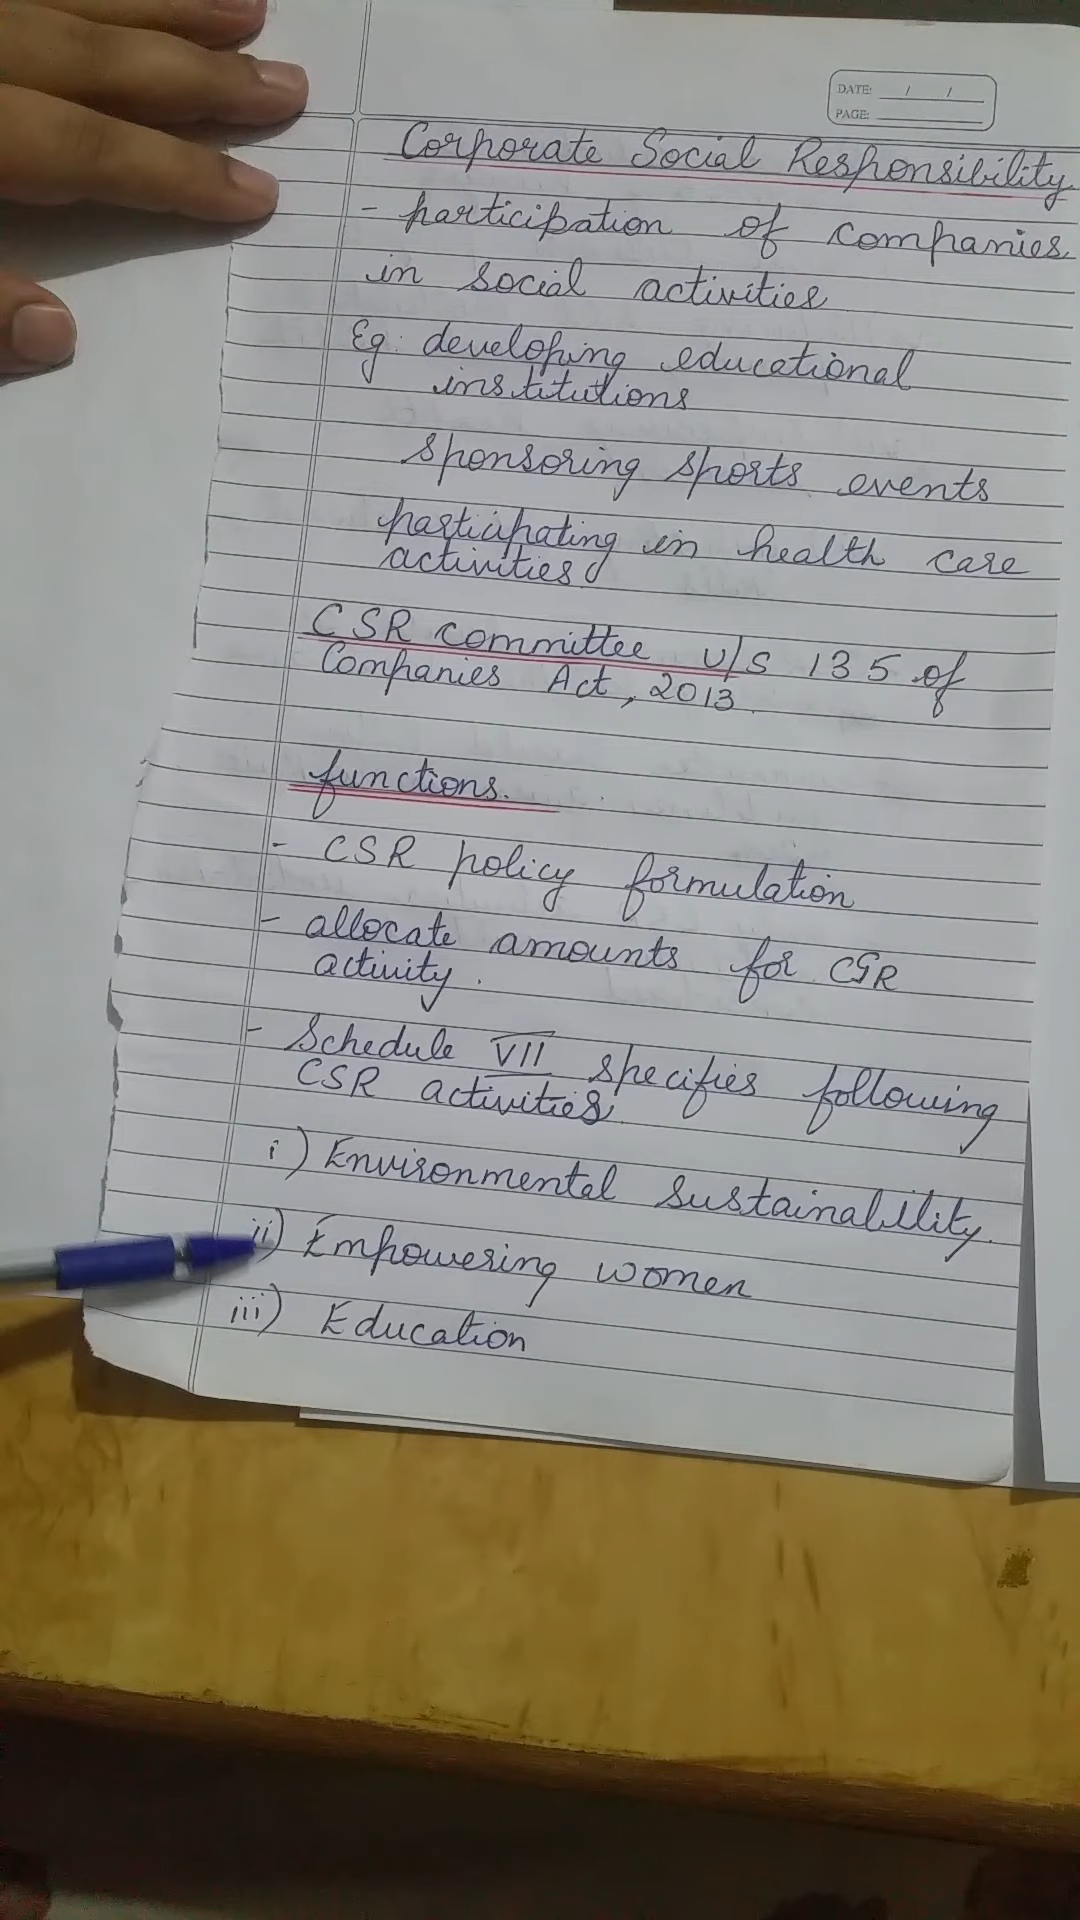 DATE: / /
PAGE:
Corporate Social Responsibility
- participation of companies
in social activities
Eg: developing educational
institutions
sponsoring sports events
participating in health care
activities
CSR committee u/s 135 of
Companies Act, 2013.
functions.
- CSR policy formulation
- allocate amounts for CSR
activity.
- Schedule VII specifies following
CSR activities
i) Environmental sustainability.
ii) Empowering women
iii) Education